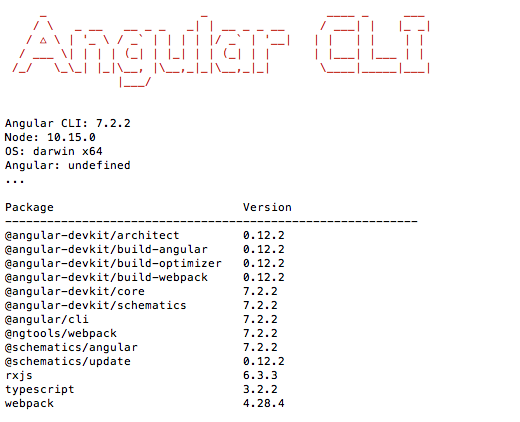 Angular CLI
Angular CLI: 7.2.2
Node: 10.15.0
OS: darwin x64
Angular: undefined
...
Package Version
------------------------------------------------------------
@angular-devkit/architect 0.12.2
@angular-devkit/build-angular 0.12.2
@angular-devkit/build-optimizer 0.12.2
@angular-devkit/build-webpack 0.12.2
@angular-devkit/core 7.2.2
@angular-devkit/schematics 7.2.2
@angular/cli 7.2.2
@ngtools/webpack 7.2.2
@schematics/angular 7.2.2
@schematics/update 0.12.2
rxjs 6.3.3
typescript 3.2.2
webpack 4.28.4